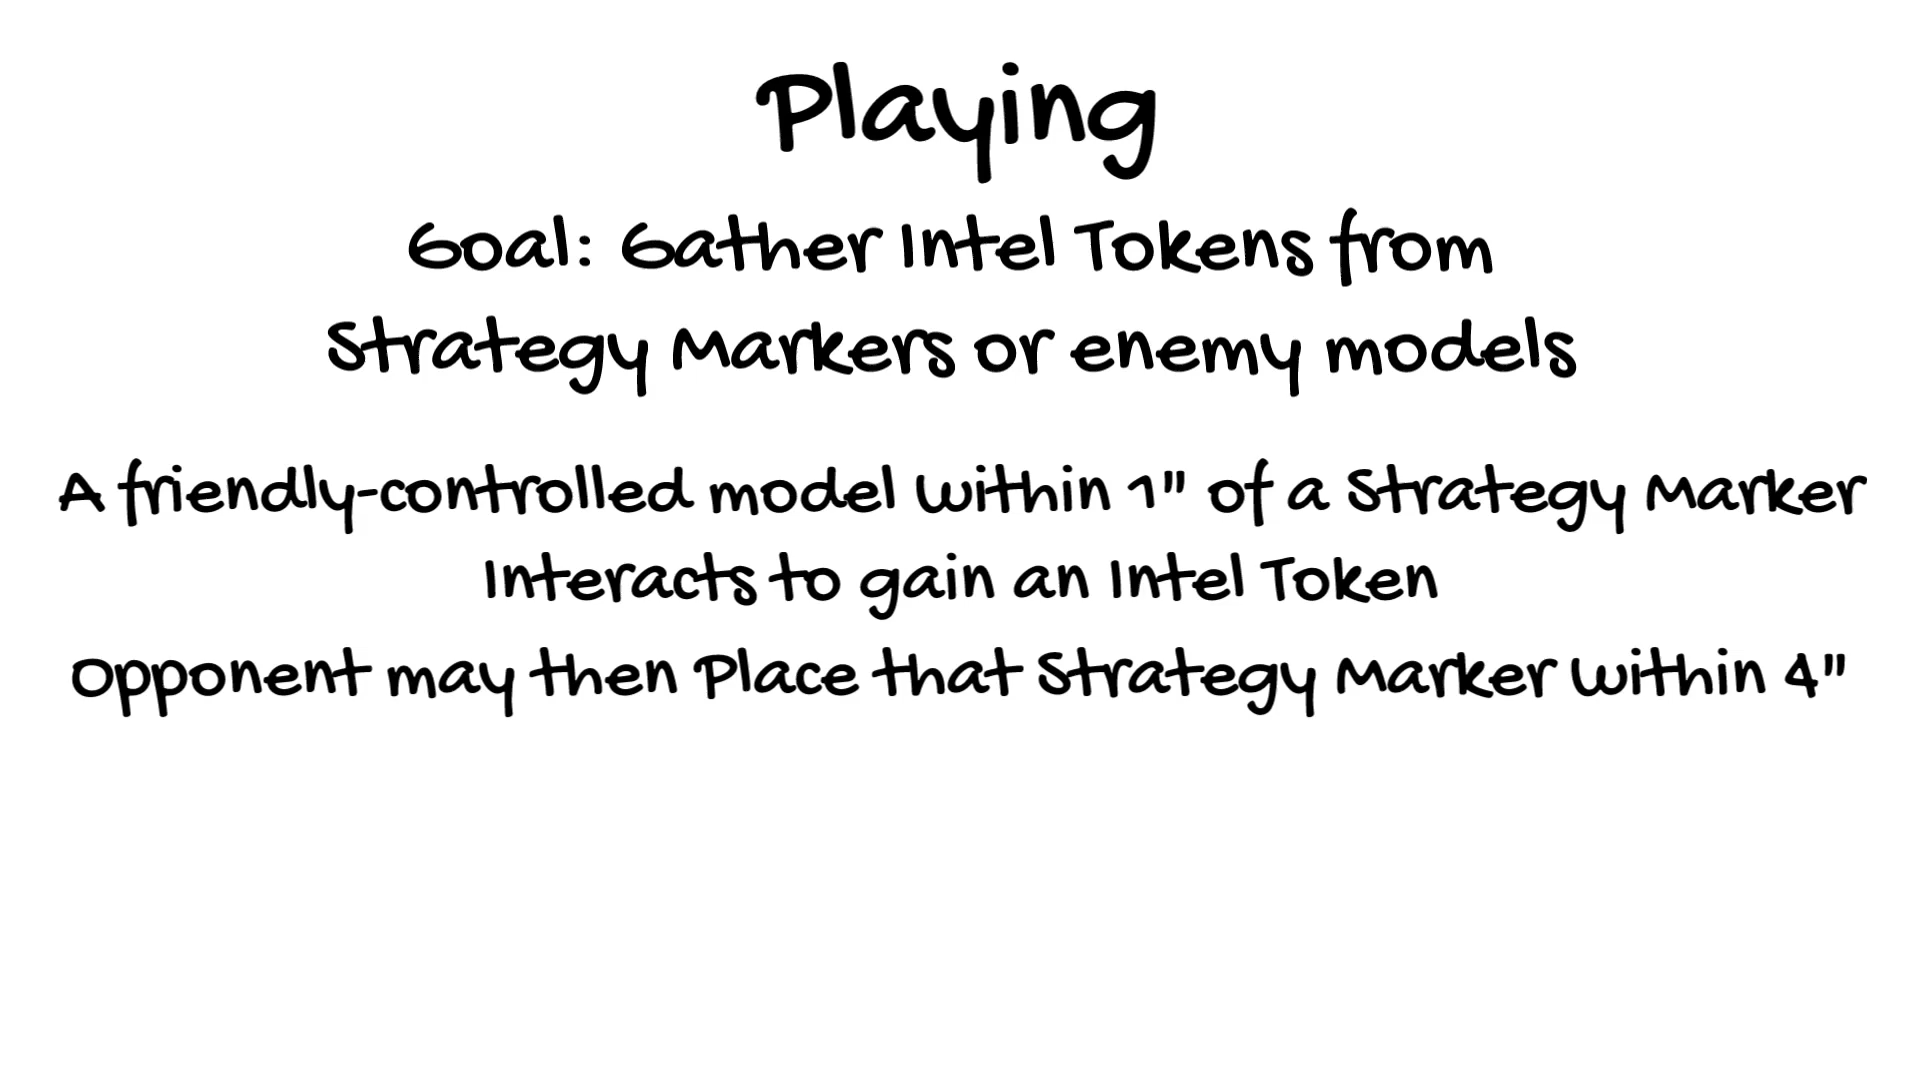 Playing
Goal: Gather Intel Tokens from
Strategy Markers or enemy models
A friendly-controlled model within 1" of a Strategy Marker
Interacts to gain an Intel Token
Opponent may then Place that Strategy Marker within 4"